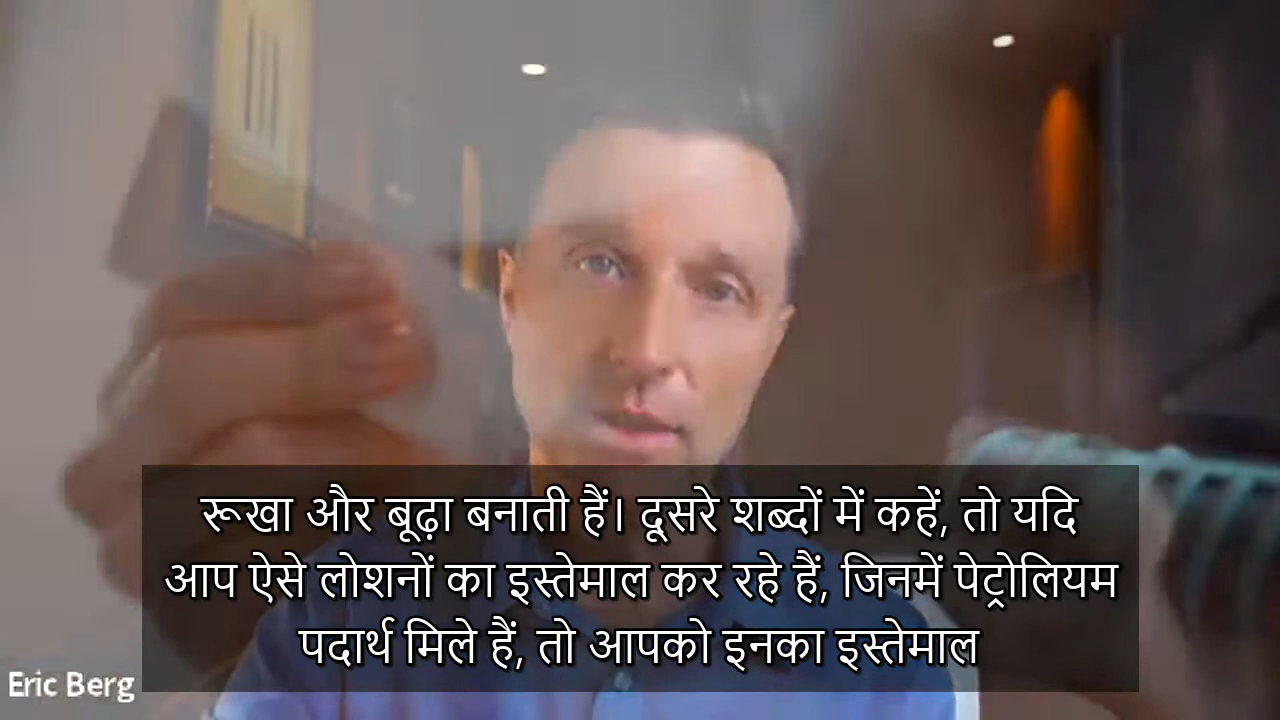 रूखा और बूढ़ा बनाती हैं। दूसरे शब्दों में कहें, तो यदि
आप ऐसे लोशनों का इस्तेमाल कर रहे हैं, जिनमें पेट्रोलियम
पदार्थ मिले हैं, तो आपको इनका इस्तेमाल
Eric Berg